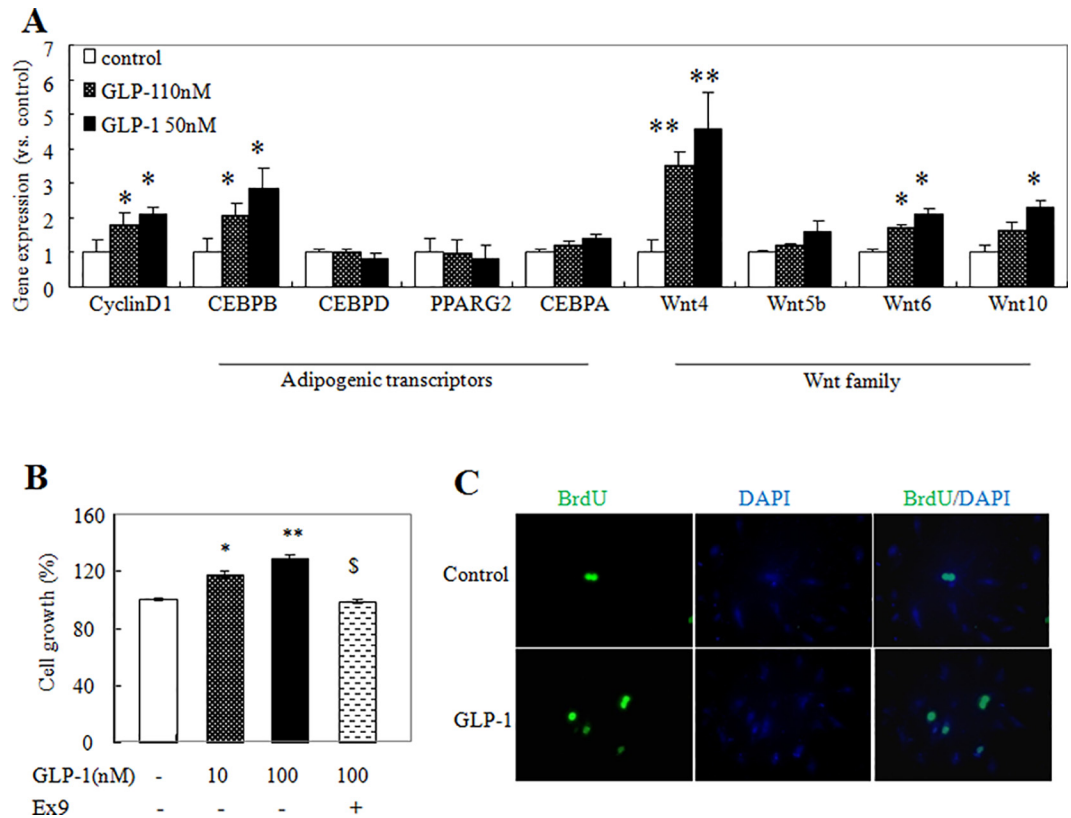 A
Gene expression (vs. control)
7
6
5
4
3
2
1
0
control
GLP-110nM
GLP-1 50nM
* * * * ** ** * * *
CyclinD1 CEBPB CEBPD PPARG2 CEBPA Wnt4 Wnt5b Wnt6 Wnt10
Adipogenic transcriptors Wnt family
B
Cell growth (%)
160
120
80
40
0
* ** $
GLP-1(nM) - 10 100 100
Ex9 - - - +
C
BrdU DAPI BrdU/DAPI
Control
GLP-1